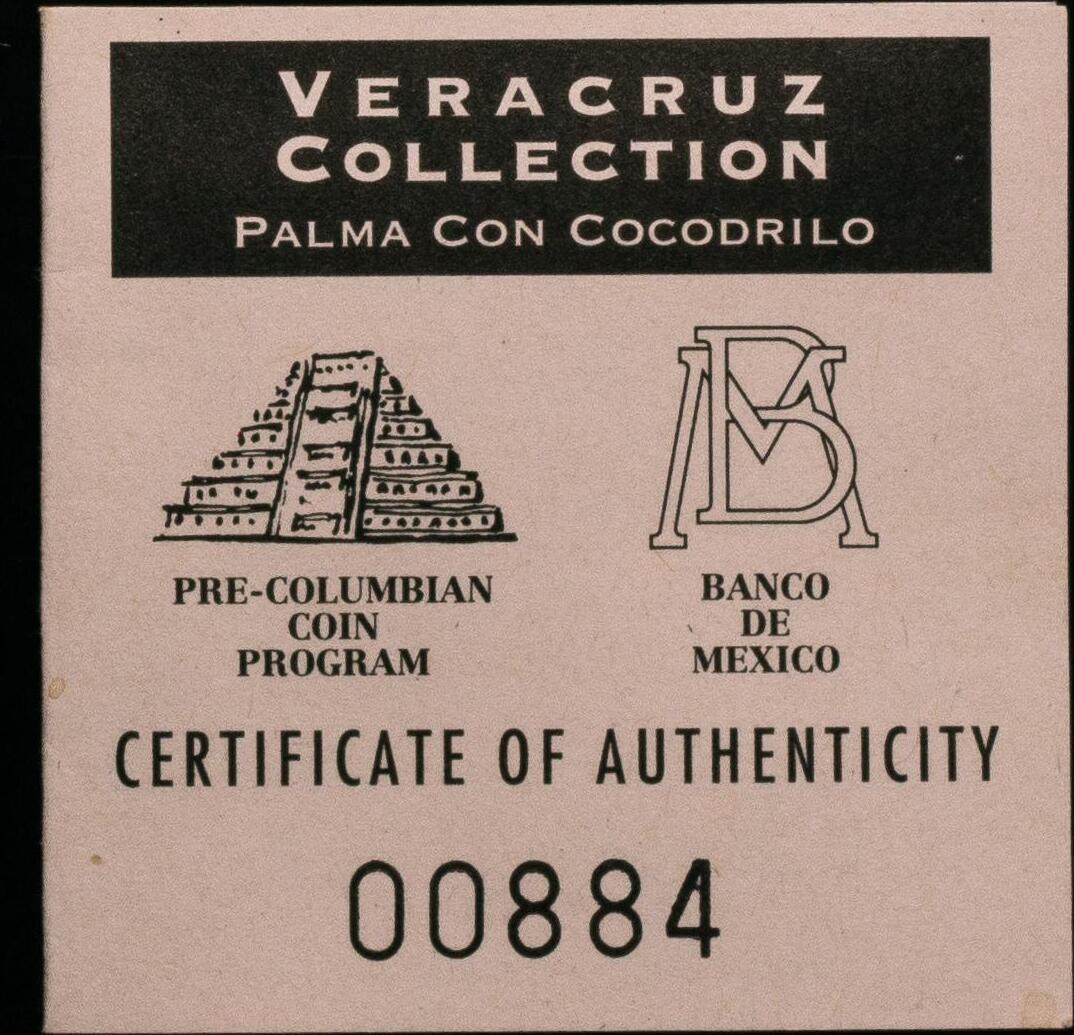 VERACRUZ
COLLECTION
PALMA CON COCODRILO
PRE-COLUMBIAN
COIN
PROGRAM
BANCO
DE
MEXICO
CERTIFICATE OF AUTHENTICITY
00884